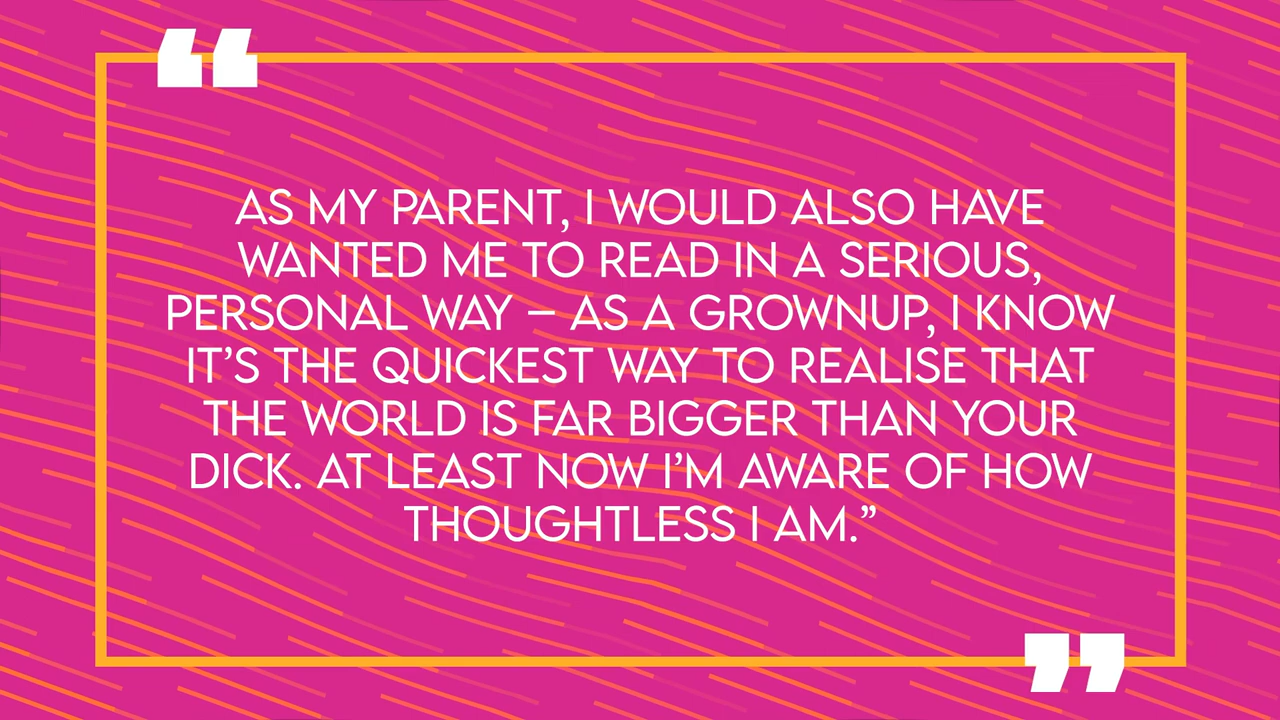 AS MY PARENT, I WOULD ALSO HAVE
WANTED ME TO READ IN A SERIOUS,
PERSONAL WAY – AS A GROWNUP, I KNOW
IT’S THE QUICKEST WAY TO REALISE THAT
THE WORLD IS FAR BIGGER THAN YOUR
DICK. AT LEAST NOW I’M AWARE OF HOW
THOUGHTLESS I AM.”